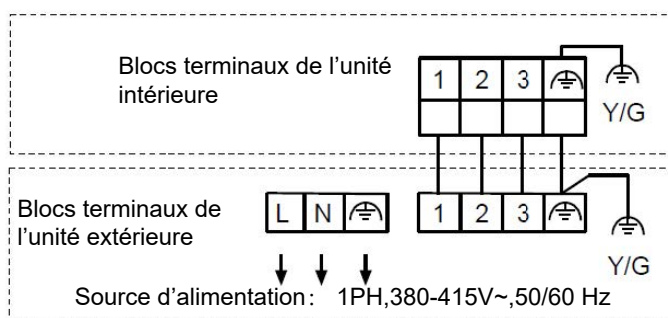 Blocs terminaux de l’unité
intérieure
1 2 3
Y/G
Blocs terminaux de
l’unité extérieure
L N
1 2 3
Y/G
Source d’alimentation: 1PH,380-415V~,50/60 Hz